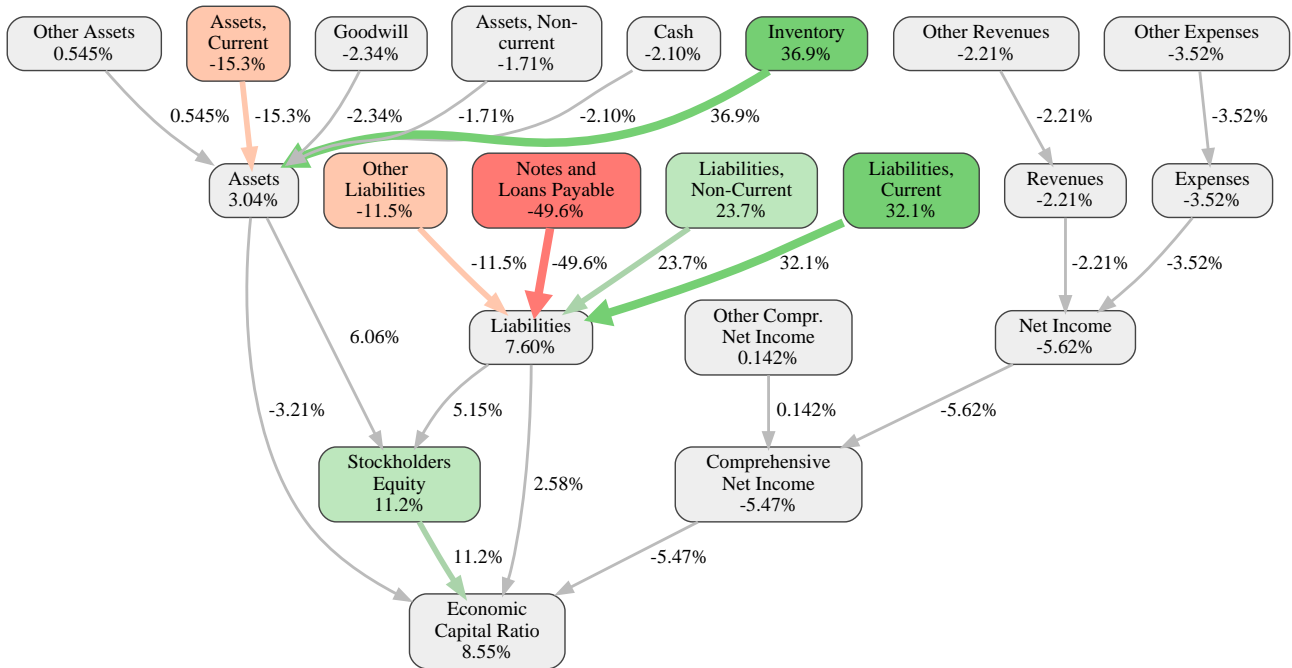 Other Assets
0.545%
Assets,
Current
-15.3%
Goodwill
-2.34%
Assets, Non-
current
-1.71%
Cash
-2.10%
Inventory
36.9%
Other Revenues
-2.21%
Other Expenses
-3.52%
0.545%
-15.3%
-2.34%
-1.71%
-2.10%
36.9%
-2.21%
-3.52%
Assets
3.04%
Other
Liabilities
-11.5%
Notes and
Loans Payable
-49.6%
Liabilities,
Non-Current
23.7%
Liabilities,
Current
32.1%
Revenues
-2.21%
Expenses
-3.52%
-11.5%
-49.6%
23.7%
32.1%
-2.21%
-3.52%
6.06%
Liabilities
7.60%
Other Compr.
Net Income
0.142%
Net Income
-5.62%
-3.21%
5.15%
0.142%
-5.62%
Stockholders
Equity
11.2%
2.58%
Comprehensive
Net Income
-5.47%
11.2%
-5.47%
Economic
Capital Ratio
8.55%